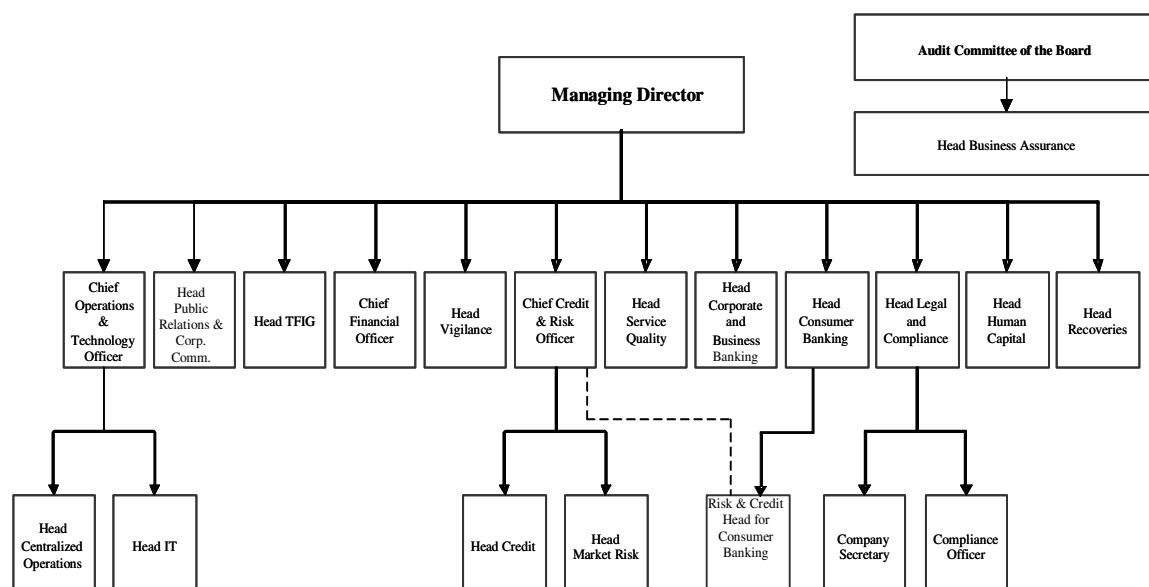 Audit Committee of the Board
Managing Director
Head Business Assurance
Chief
Operations
&
Technology
Officer
Head
Public
Relations &
Corp.
Comm.
Head TFIG
Chief
Financial
Officer
Head
Vigilance
Chief Credit
& Risk
Officer
Head
Service
Quality
Head
Corporate
and
Business
Banking
Head
Consumer
Banking
Head Legal
and
Compliance
Head
Human
Capital
Head
Recoveries
Head
Centralized
Operations
Head IT
Head Credit
Head
Market Risk
Risk & Credit
Head for
Consumer
Banking
Company
Secretary
Compliance
Officer